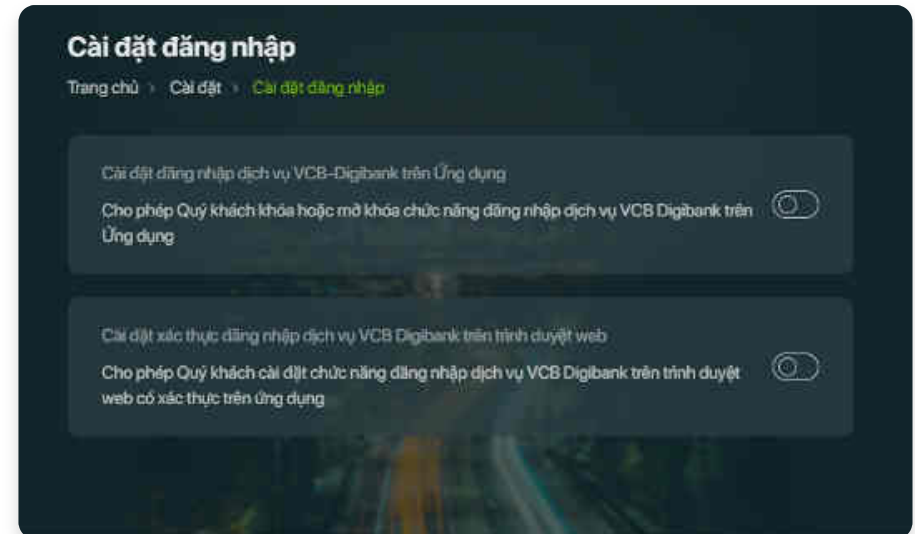 Cài đặt đăng nhập
Trang chủ > Cài đặt > Cài đặt đăng nhập
Cài đặt đăng nhập dịch vụ VCB-Digibank trên Ứng dụng
Cho phép Quý khách khóa hoặc mở khóa chức năng đăng nhập dịch vụ VCB Digibank trên
Ứng dụng
Cài đặt xác thực đăng nhập dịch vụ VCB Digibank trên trình duyệt web
Cho phép Quý khách cài đặt chức năng đăng nhập dịch vụ VCB Digibank trên trình duyệt
web có xác thực trên ứng dụng